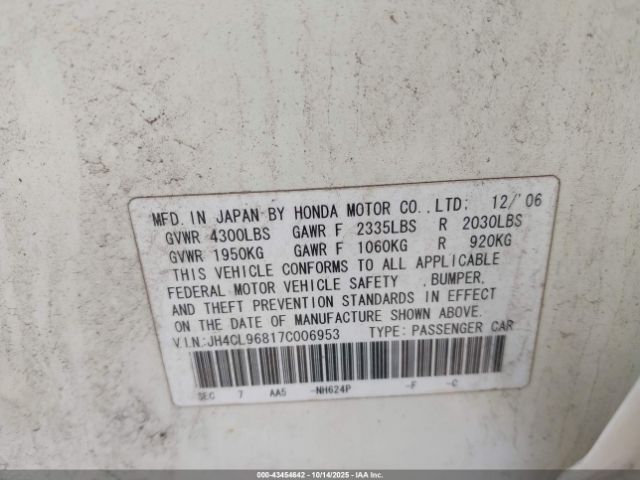 MFD. IN JAPAN BY HONDA MOTOR CO.,LTD: 12/'06
GVWR 4300LBS GAWR F 2335LBS R 2030LBS
GVWR 1950KG GAWR F 1060KG R 920KG
THIS VEHICLE CONFORMS TO ALL APPLICABLE
FEDERAL MOTOR VEHICLE SAFETY ,BUMPER,
AND THEFT PREVENTION STANDARDS IN EFFECT
ON THE DATE OF MANUFACTURE SHOWN ABOVE.
V.I.N:JH4CL96817C006953 TYPE: PASSENGER CAR
SEC 7 AA5 -NH624P -F -C
000-43454642 | 10/14/2025 | IAAI.COM